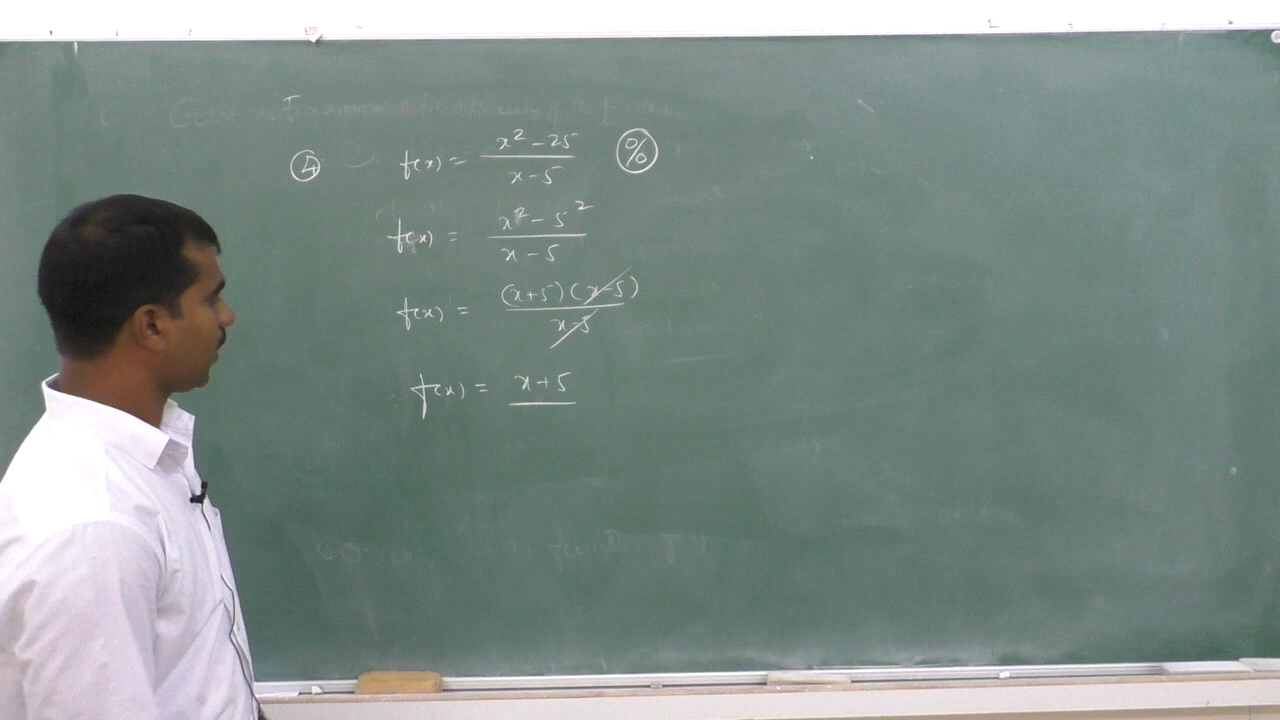 ④ f(x) = x² - 25 / x - 5 (0/0)
f(x) = x² - 5² / x - 5
f(x) = (x+5)(x-5) / x-5
f(x) = x+5